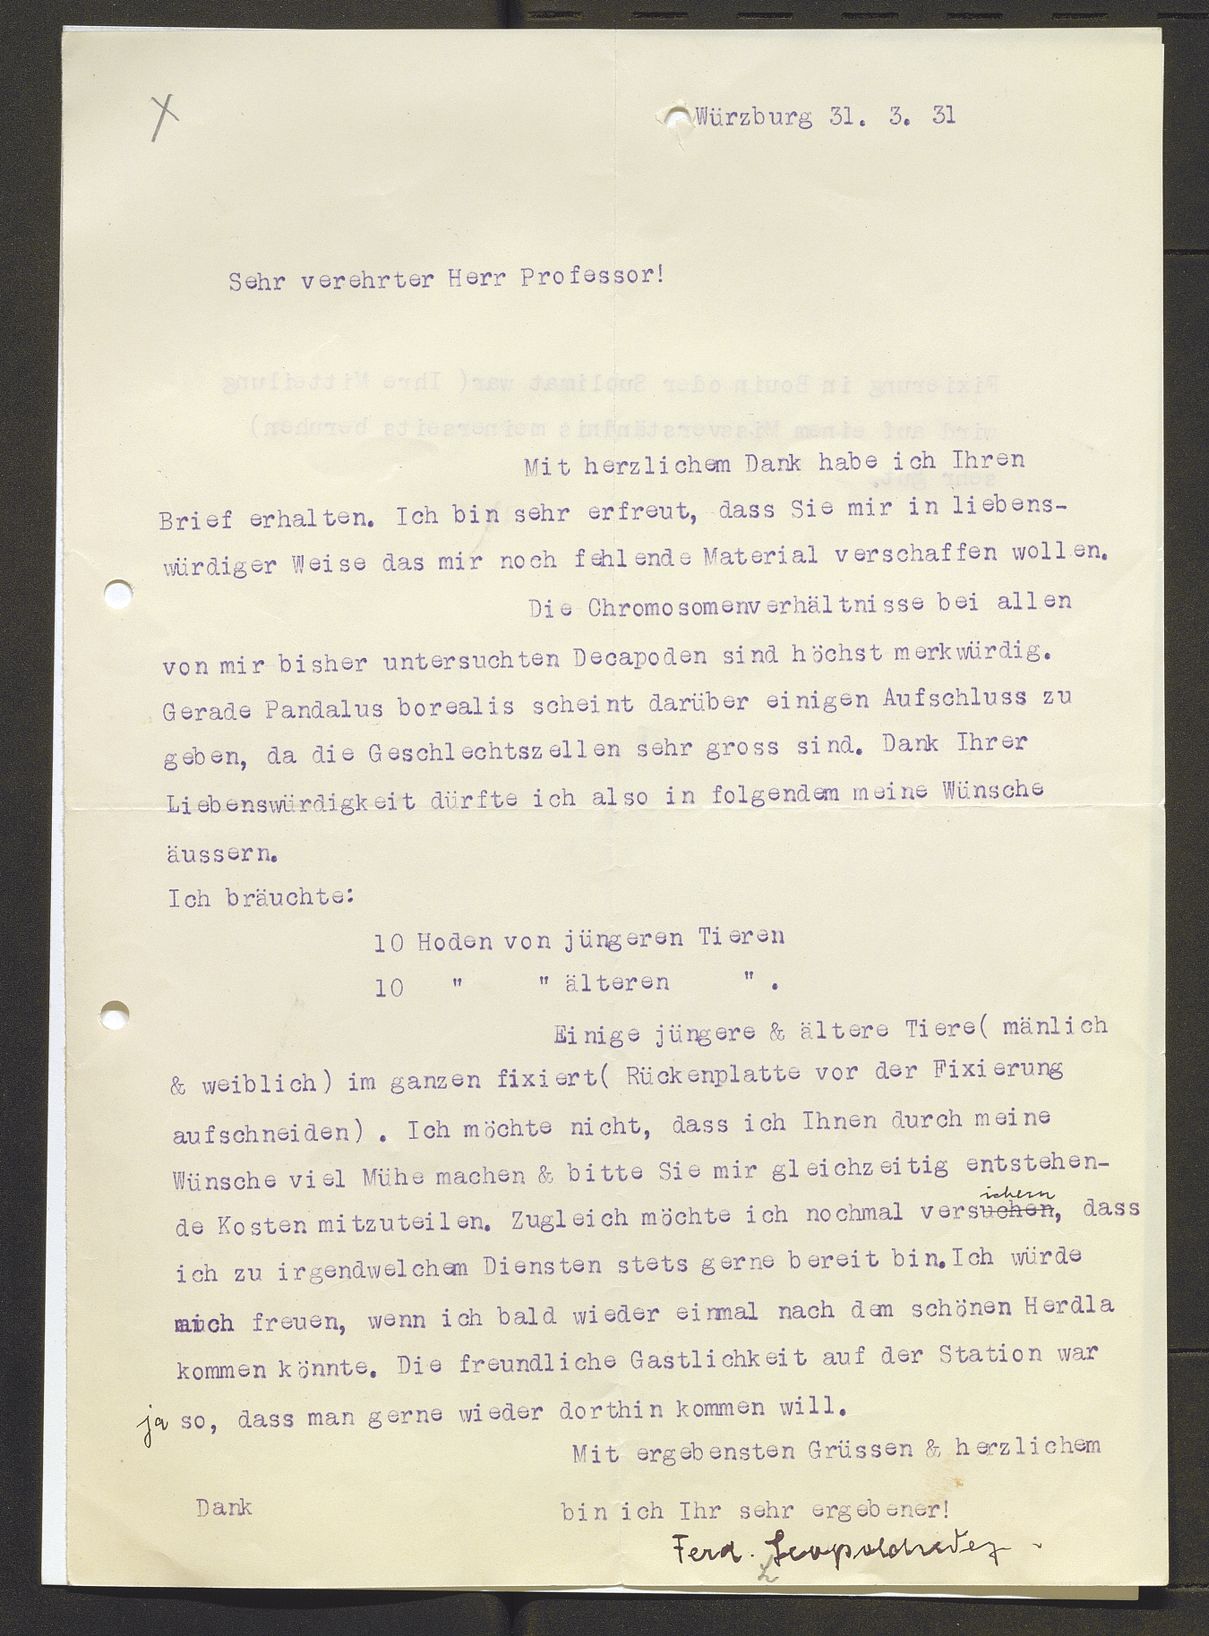 Würzburg 31. 3. 31
Sehr verehrter Herr Professor!
Mit herzlichem Dank habe ich Ihren
Brief erhalten. Ich bin sehr erfreut, dass Sie mir in liebens-
würdiger Weise das mir noch fehlende Material verschaffen wollen.
Die Chromosomenverhältnisse bei allen
von mir bisher untersuchten Decapoden sind höchst merkwürdig.
Gerade Pandalus borealis scheint darüber einigen Aufschluss zu
geben, da die Geschlechtszellen sehr gross sind. Dank Ihrer
Liebenswürdigkeit dürfte ich also in folgendem meine Wünsche
äussern.
Ich bräuchte:
10 Hoden von jüngeren Tieren
10 " " älteren " .
Einige jüngere & ältere Tiere( mänlich
& weiblich) im ganzen fixiert( Rückenplatte vor der Fixierung
aufschneiden) . Ich möchte nicht, dass ich Ihnen durch meine
Wünsche viel Mühe machen & bitte Sie mir gleichzeitig entstehen-
ichern
de Kosten mitzuteilen. Zugleich möchte ich nochmal versuchen, dass
ich zu irgendwelchem Diensten stets gerne bereit bin.Ich würde
mich freuen, wenn ich bald wieder einmal nach dem schönen Herdla
kommen könnte. Die freundliche Gastlichkeit auf der Station war
ja so, dass man gerne wieder dorthin kommen will.
Mit ergebensten Grüssen & herzlichem
Dank bin ich Ihr sehr ergebener!
Ferd.